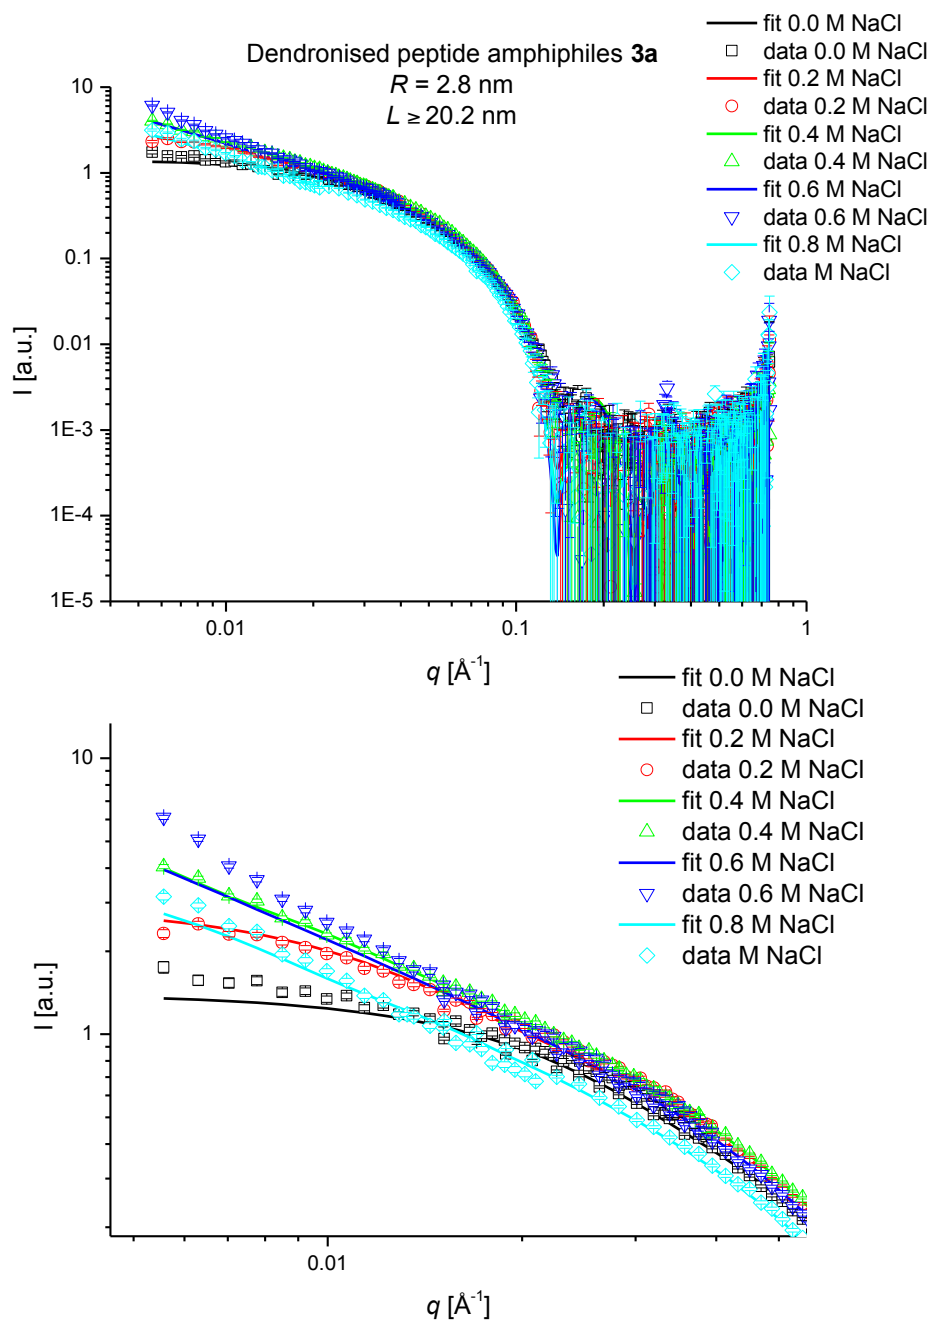 Dendronised peptide amphiphiles 3a
R = 2.8 nm
L ≥ 20.2 nm
fit 0.0 M NaCl
data 0.0 M NaCl
fit 0.2 M NaCl
data 0.2 M NaCl
fit 0.4 M NaCl
data 0.4 M NaCl
fit 0.6 M NaCl
data 0.6 M NaCl
fit 0.8 M NaCl
data M NaCl
10
1
0.1
0.01
1E-3
1E-4
1E-5
I [a.u.]
0.01
0.1
1
q [Å⁻¹]
fit 0.0 M NaCl
data 0.0 M NaCl
fit 0.2 M NaCl
data 0.2 M NaCl
fit 0.4 M NaCl
data 0.4 M NaCl
fit 0.6 M NaCl
data 0.6 M NaCl
fit 0.8 M NaCl
data M NaCl
10
1
I [a.u.]
0.01
q [Å⁻¹]